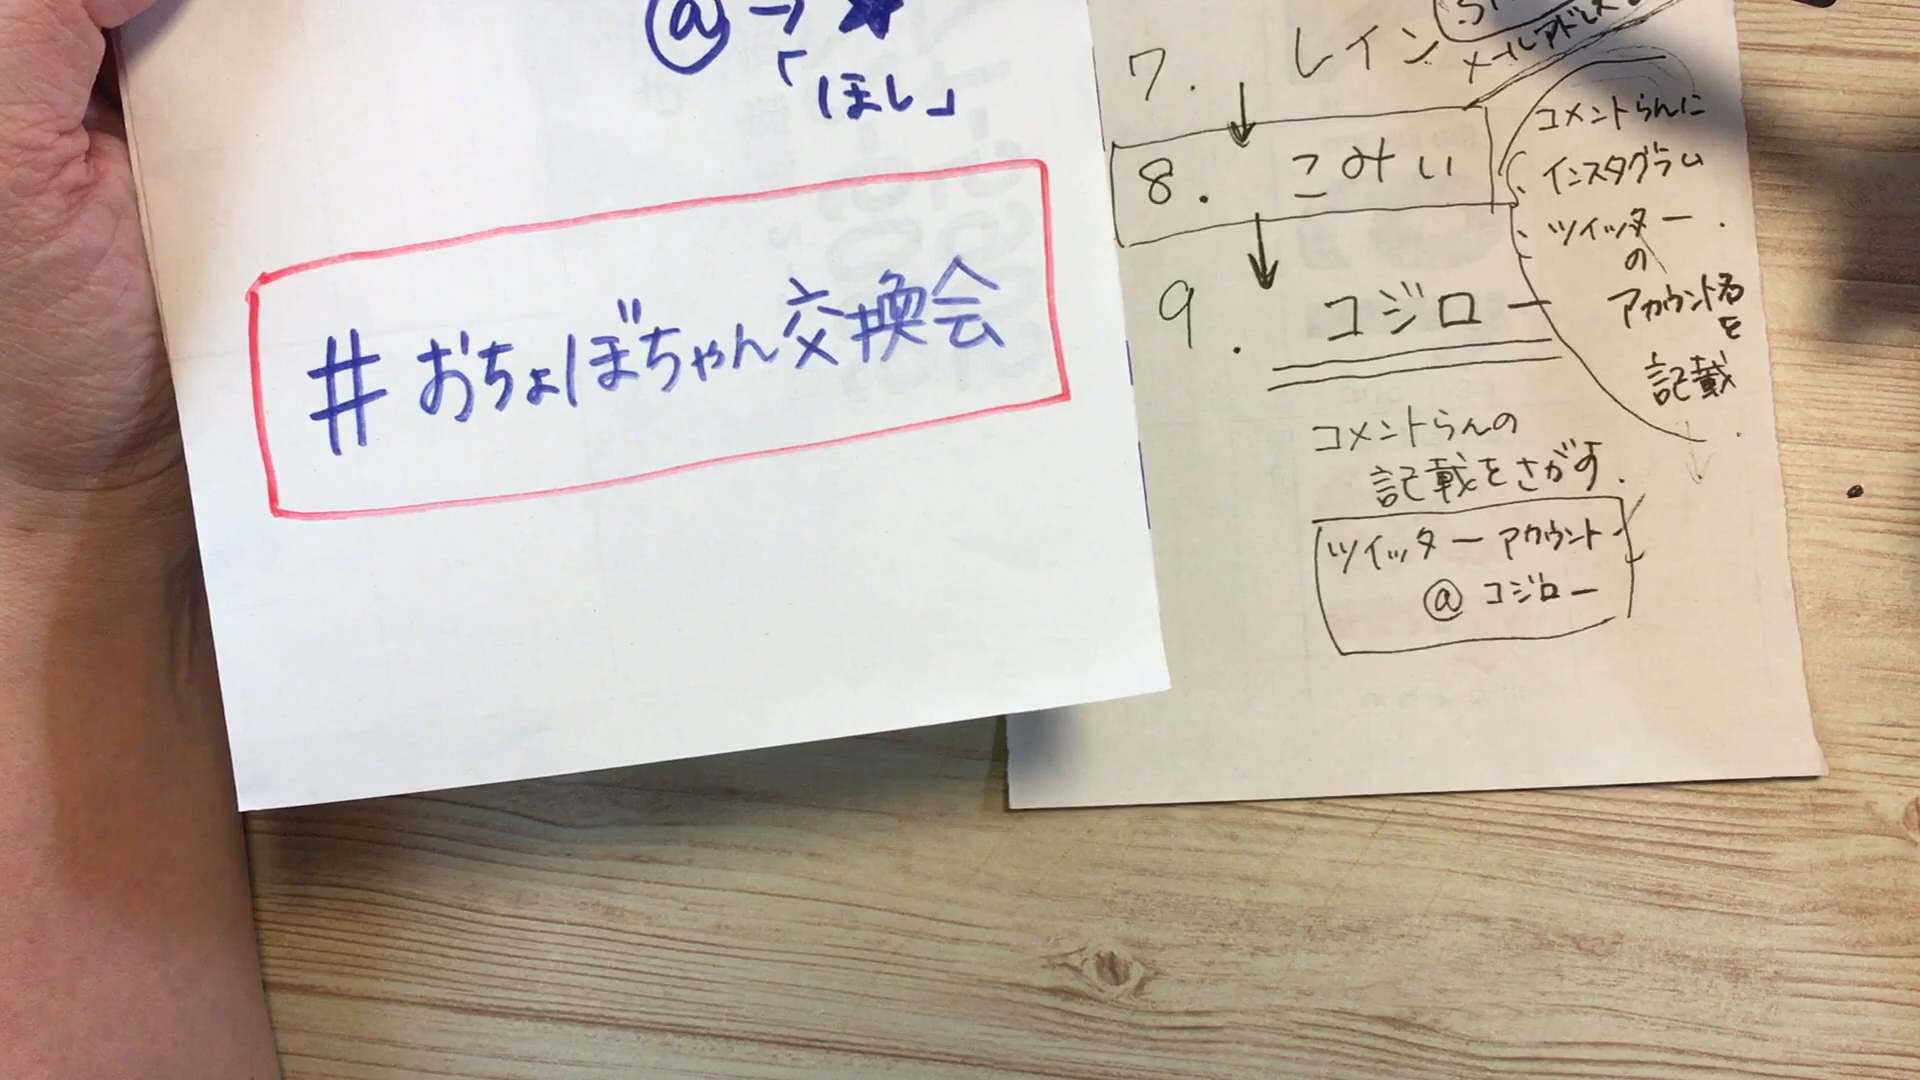 @→★
「ほし」
#おちょぼちゃん交換会
7. レイン
メールアドレス
↓
8. こみい
↓
9. コジロー
コメントらんの
記載をさがす.
ツイッターアカウント
@コジロー
コメントらんに
インスタグラム
ツイッター
の
アカウント名
を
記載